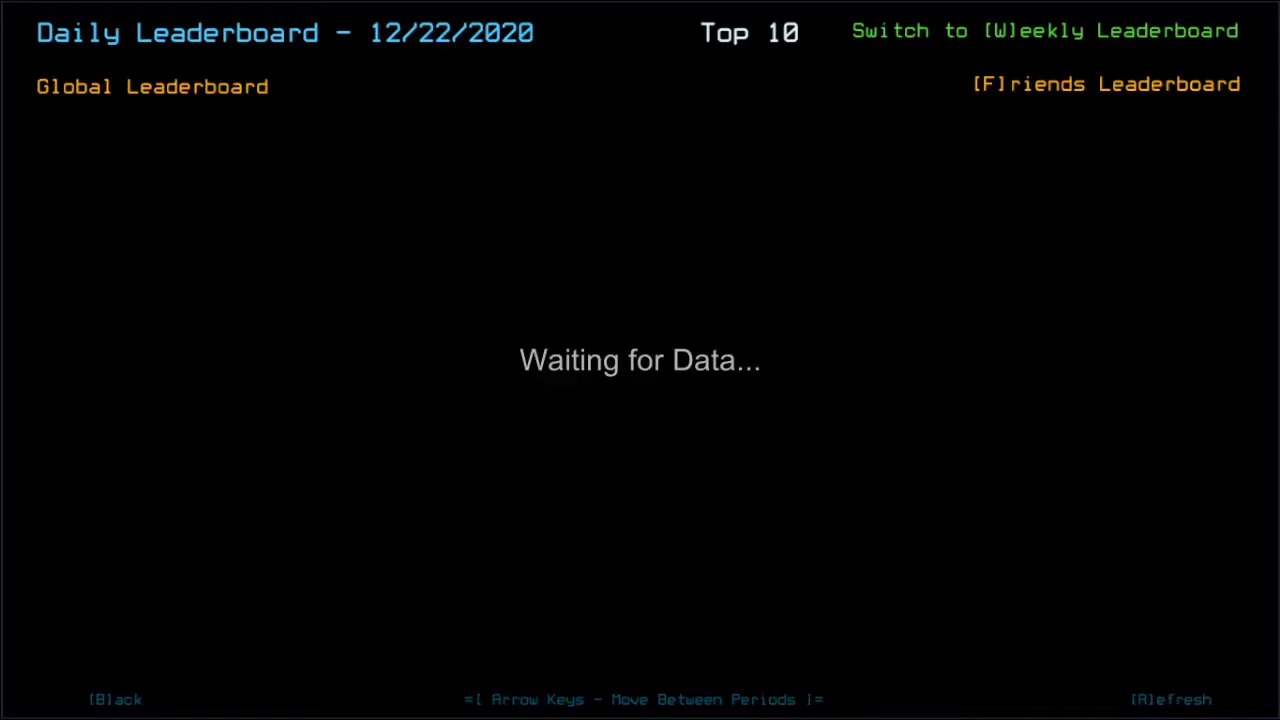 Daily Leaderboard - 12/22/2020 Top 10 Switch to [W]eekly Leaderboard
Global Leaderboard [F]riends Leaderboard
Waiting for Data...
[B]ack =[ Arrow Keys - Move Between Periods ]= [R]efresh